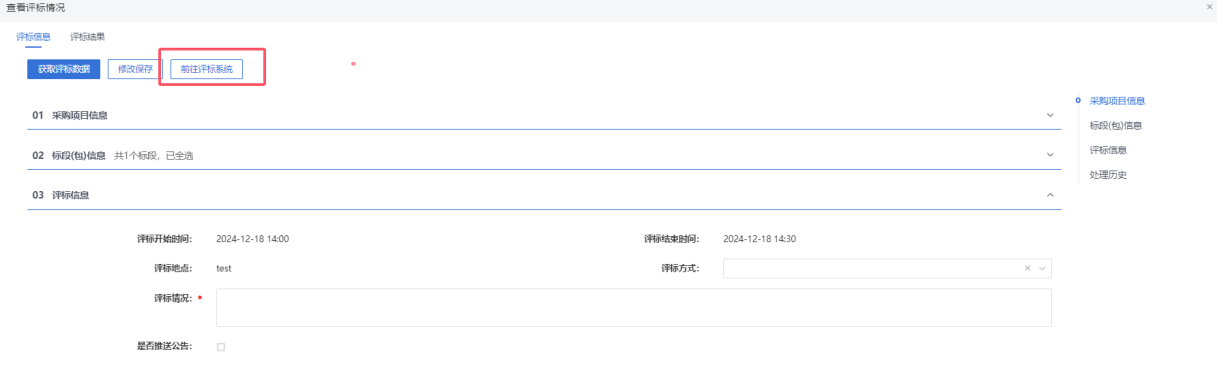 查看评标情况
评标信息 评标结果
获取评标数据 修改保存 前往评标系统
01 采购项目信息
02 标段(包)信息 共1个标段，已全选
03 评标信息
评标开始时间： 2024-12-18 14:00 评标结束时间： 2024-12-18 14:30
评标地点： test 评标方式：
评标情况： *
是否推送公告：
采购项目信息
标段(包)信息
评标信息
处理历史